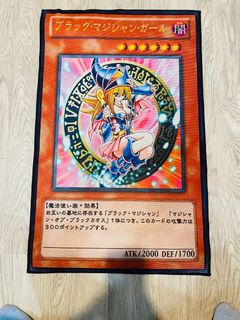 ブラック・マジシャン・ガール
闇
【魔法使い族・効果】
お互いの墓地に存在する「ブラック・マジシャン」「マジシャ
ン・オブ・ブラックカオス」１体につき、このカードの攻撃力は
３００ポイントアップする。
ATK/2000 DEF/1700